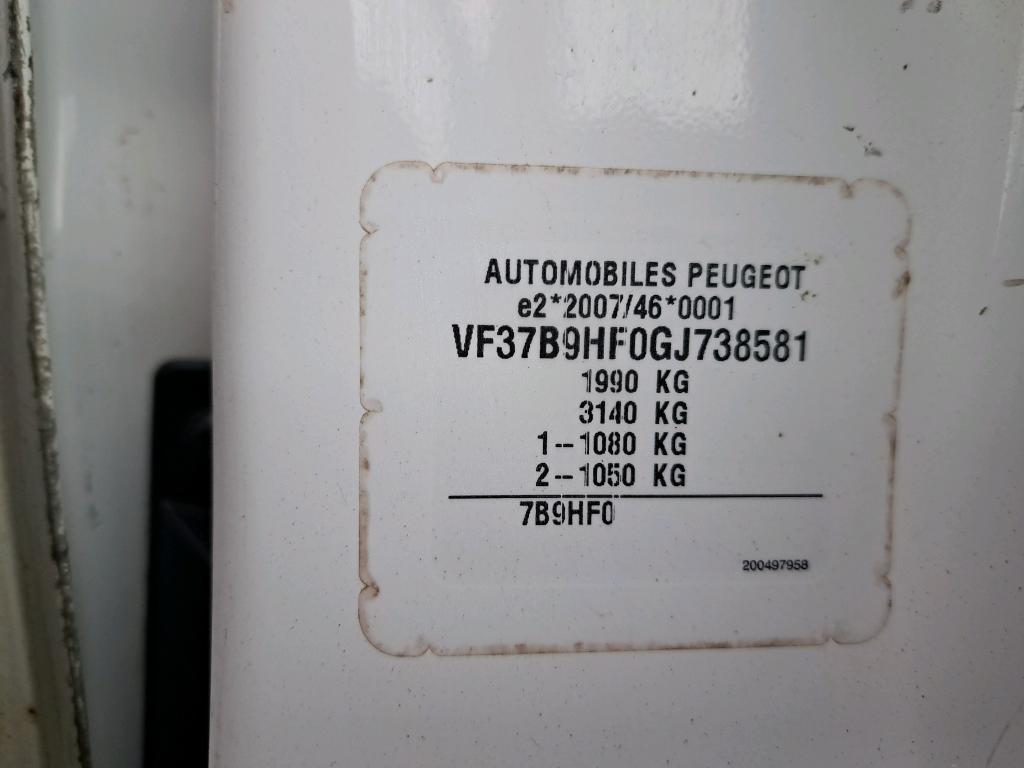 AUTOMOBILES PEUGEOT
e2*2007/46*0001
VF37B9HF0GJ738581
1990 KG
3140 KG
1--1080 KG
2--1050 KG
7B9HF0
200497958